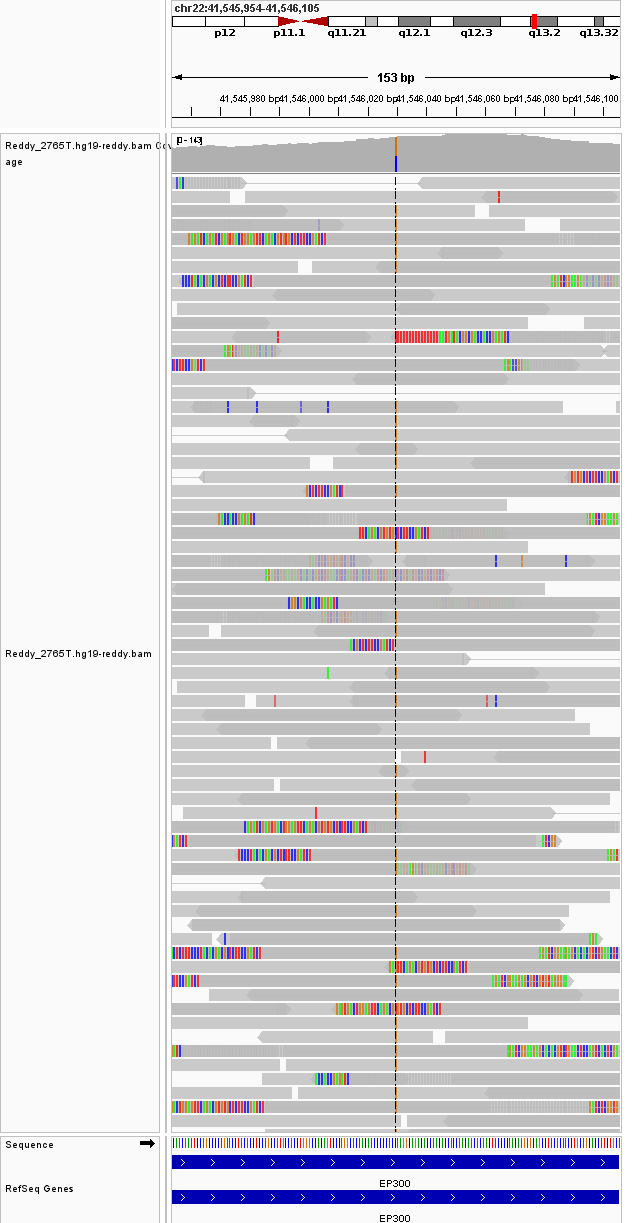 chr22:41,545,954-41,546,105
p12 p11.1 q11.21 q12.1 q12.3 q13.2 q13.32
153 bp
41,545,980 bp 41,546,000 bp 41,546,020 bp 41,546,040 bp 41,546,060 bp 41,546,080 bp 41,546,100
Reddy_2765T.hg19-reddy.bam Cov
age
[0 - 143]
Reddy_2765T.hg19-reddy.bam
Sequence
RefSeq Genes
EP300
EP300